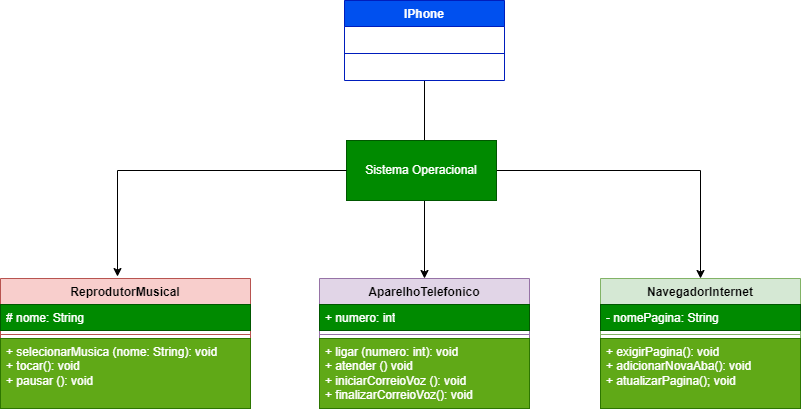 IPhone
Sistema Operacional
ReprodutorMusical
# nome: String
+ selecionarMusica (nome: String): void
+ tocar(): void
+ pausar (): void
AparelhoTelefonico
+ numero: int
+ ligar (numero: int): void
+ atender () void
+ iniciarCorreioVoz (): void
+ finalizarCorreioVoz(): void
NavegadorInternet
- nomePagina: String
+ exigirPagina(): void
+ adicionarNovaAba(): void
+ atualizarPagina(); void